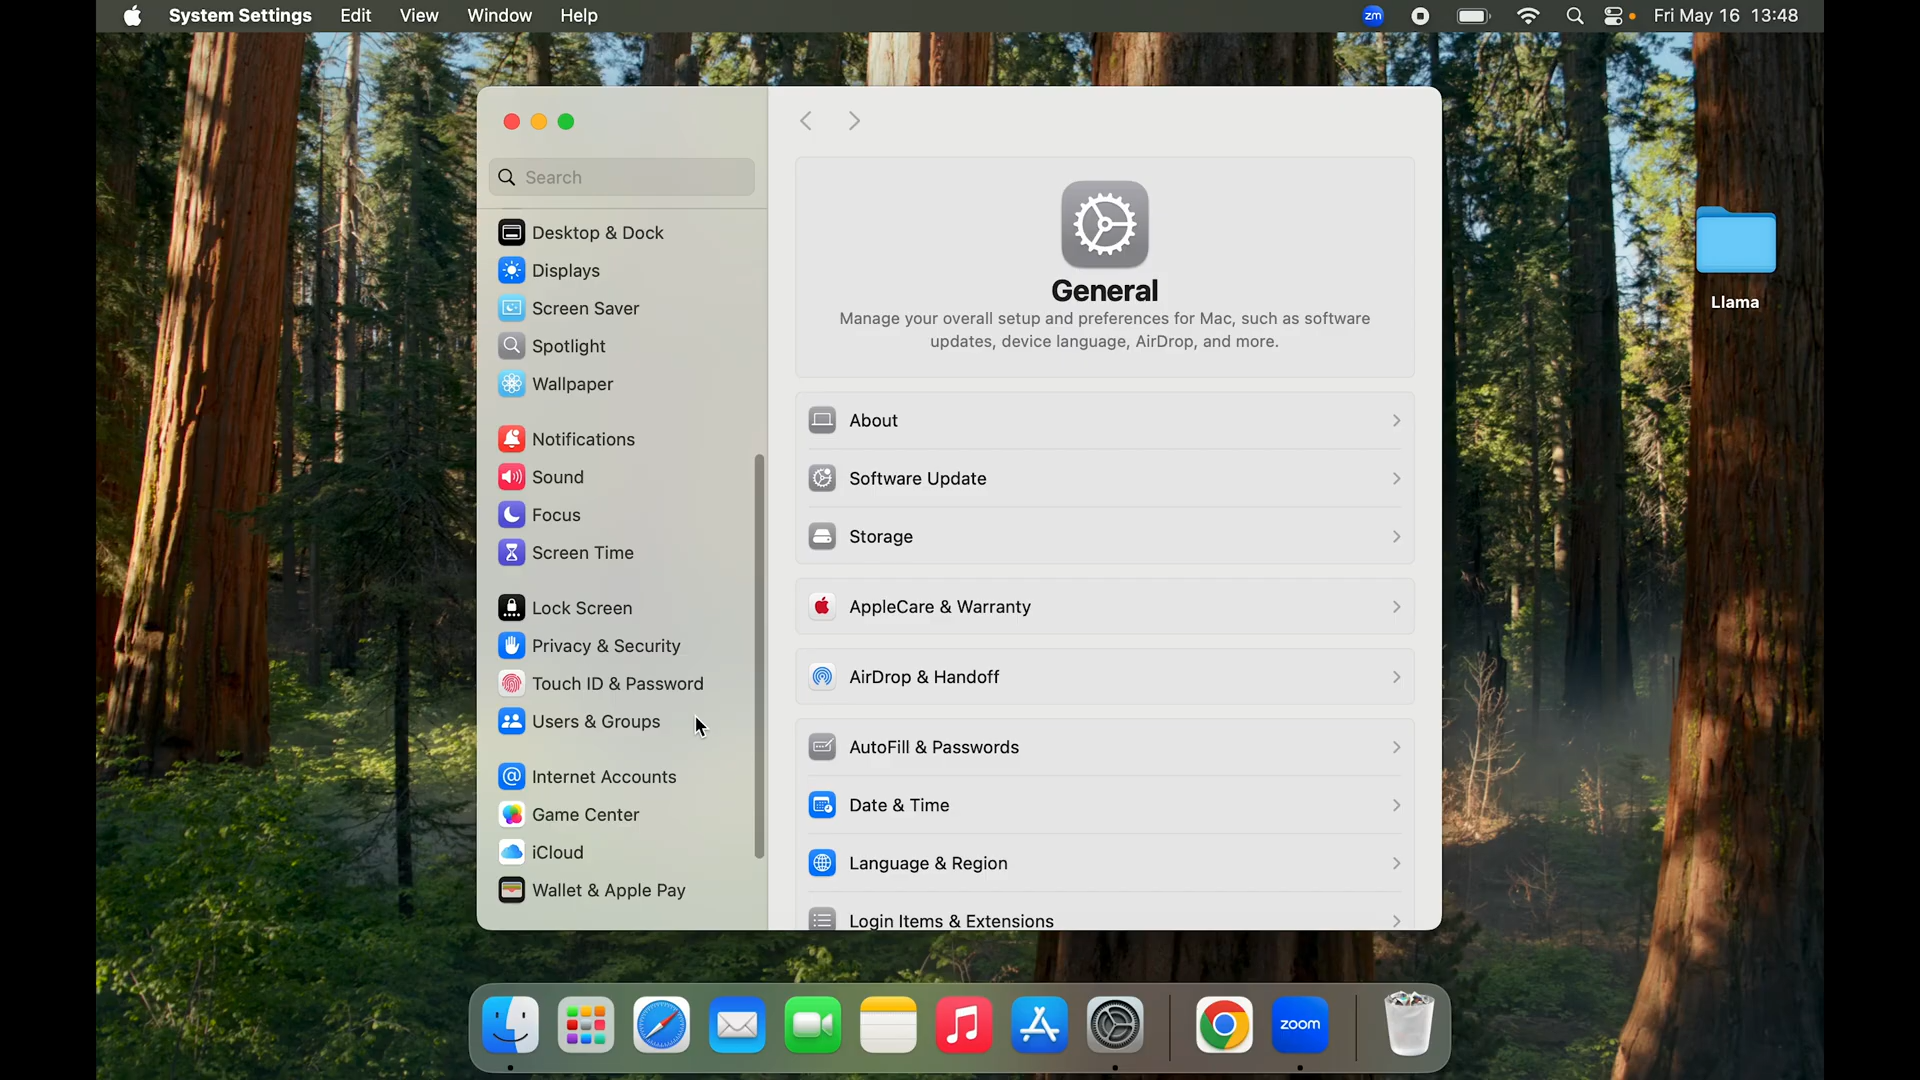 System Settings Edit View Window Help zm Fri May 16 13:48
Search
Desktop & Dock
Displays
Screen Saver
Spotlight
Wallpaper
Notifications
Sound
Focus
Screen Time
Lock Screen
Privacy & Security
Touch ID & Password
Users & Groups
Internet Accounts
Game Center
iCloud
Wallet & Apple Pay
General
Manage your overall setup and preferences for Mac, such as software
updates, device language, AirDrop, and more.
About
Software Update
Storage
AppleCare & Warranty
AirDrop & Handoff
AutoFill & Passwords
Date & Time
Language & Region
Login Items & Extensions
Llama
zoom